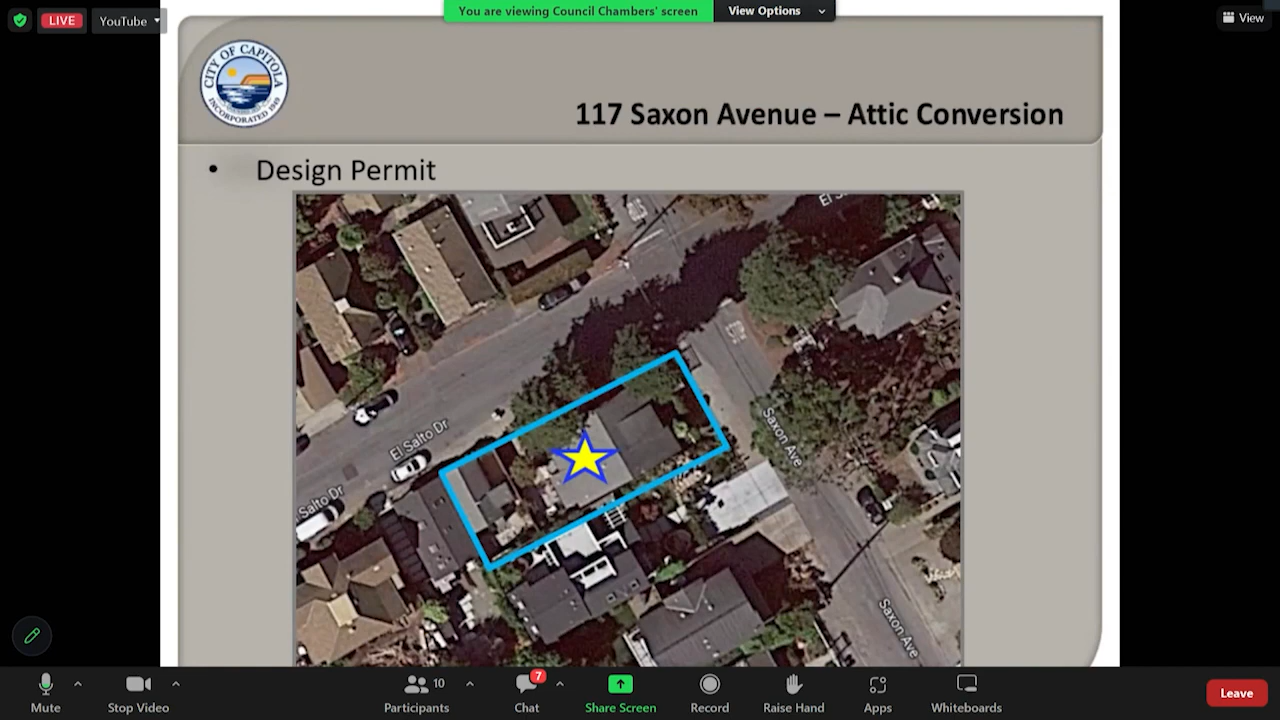 LIVE
YouTube
You are viewing Council Chambers' screen
View Options
View
CITY OF CAPITOLA
INCORPORATED 1949
117 Saxon Avenue – Attic Conversion
• Design Permit
El S
El Salto Dr
Salto Dr
Saxon Ave
Saxon Ave
Mute
Stop Video
10
Participants
7
Chat
Share Screen
Record
Raise Hand
Apps
Whiteboards
Leave